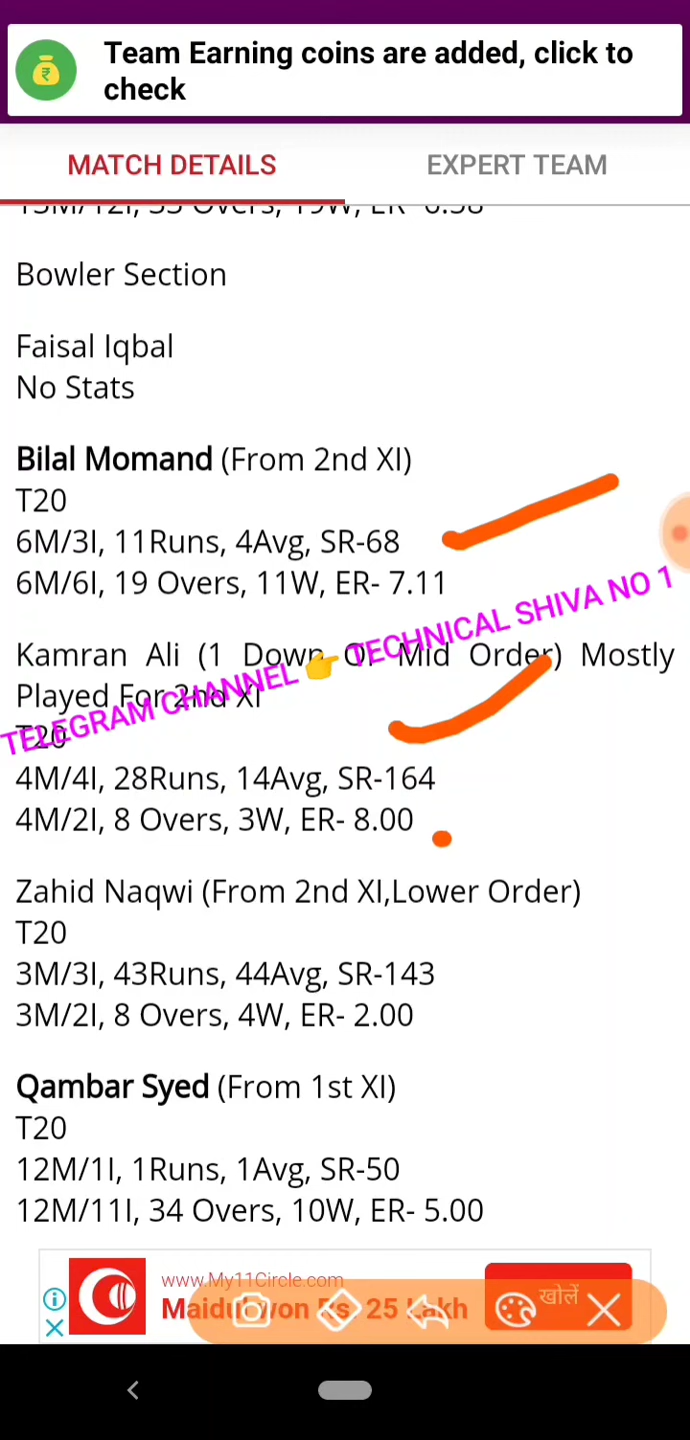 Team Earning coins are added, click to
check
MATCH DETAILS
EXPERT TEAM
Bowler Section
Faisal Iqbal
No Stats
Bilal Momand (From 2nd XI)
T20
6M/3I, 11Runs, 4Avg, SR-68
6M/6I, 19 Overs, 11W, ER- 7.11
TELEGRAM CHANNEL 👉 TECHNICAL SHIVA NO 1
Kamran Ali (1 Down Or Mid Order) Mostly
Played For 2nd XI
T20
4M/4I, 28Runs, 14Avg, SR-164
4M/2I, 8 Overs, 3W, ER- 8.00
Zahid Naqwi (From 2nd XI,Lower Order)
T20
3M/3I, 43Runs, 44Avg, SR-143
3M/2I, 8 Overs, 4W, ER- 2.00
Qambar Syed (From 1st XI)
T20
12M/1I, 1Runs, 1Avg, SR-50
12M/11I, 34 Overs, 10W, ER- 5.00
www.My11Circle.com
Maidul won Rs. 25 Lakh
खोलें